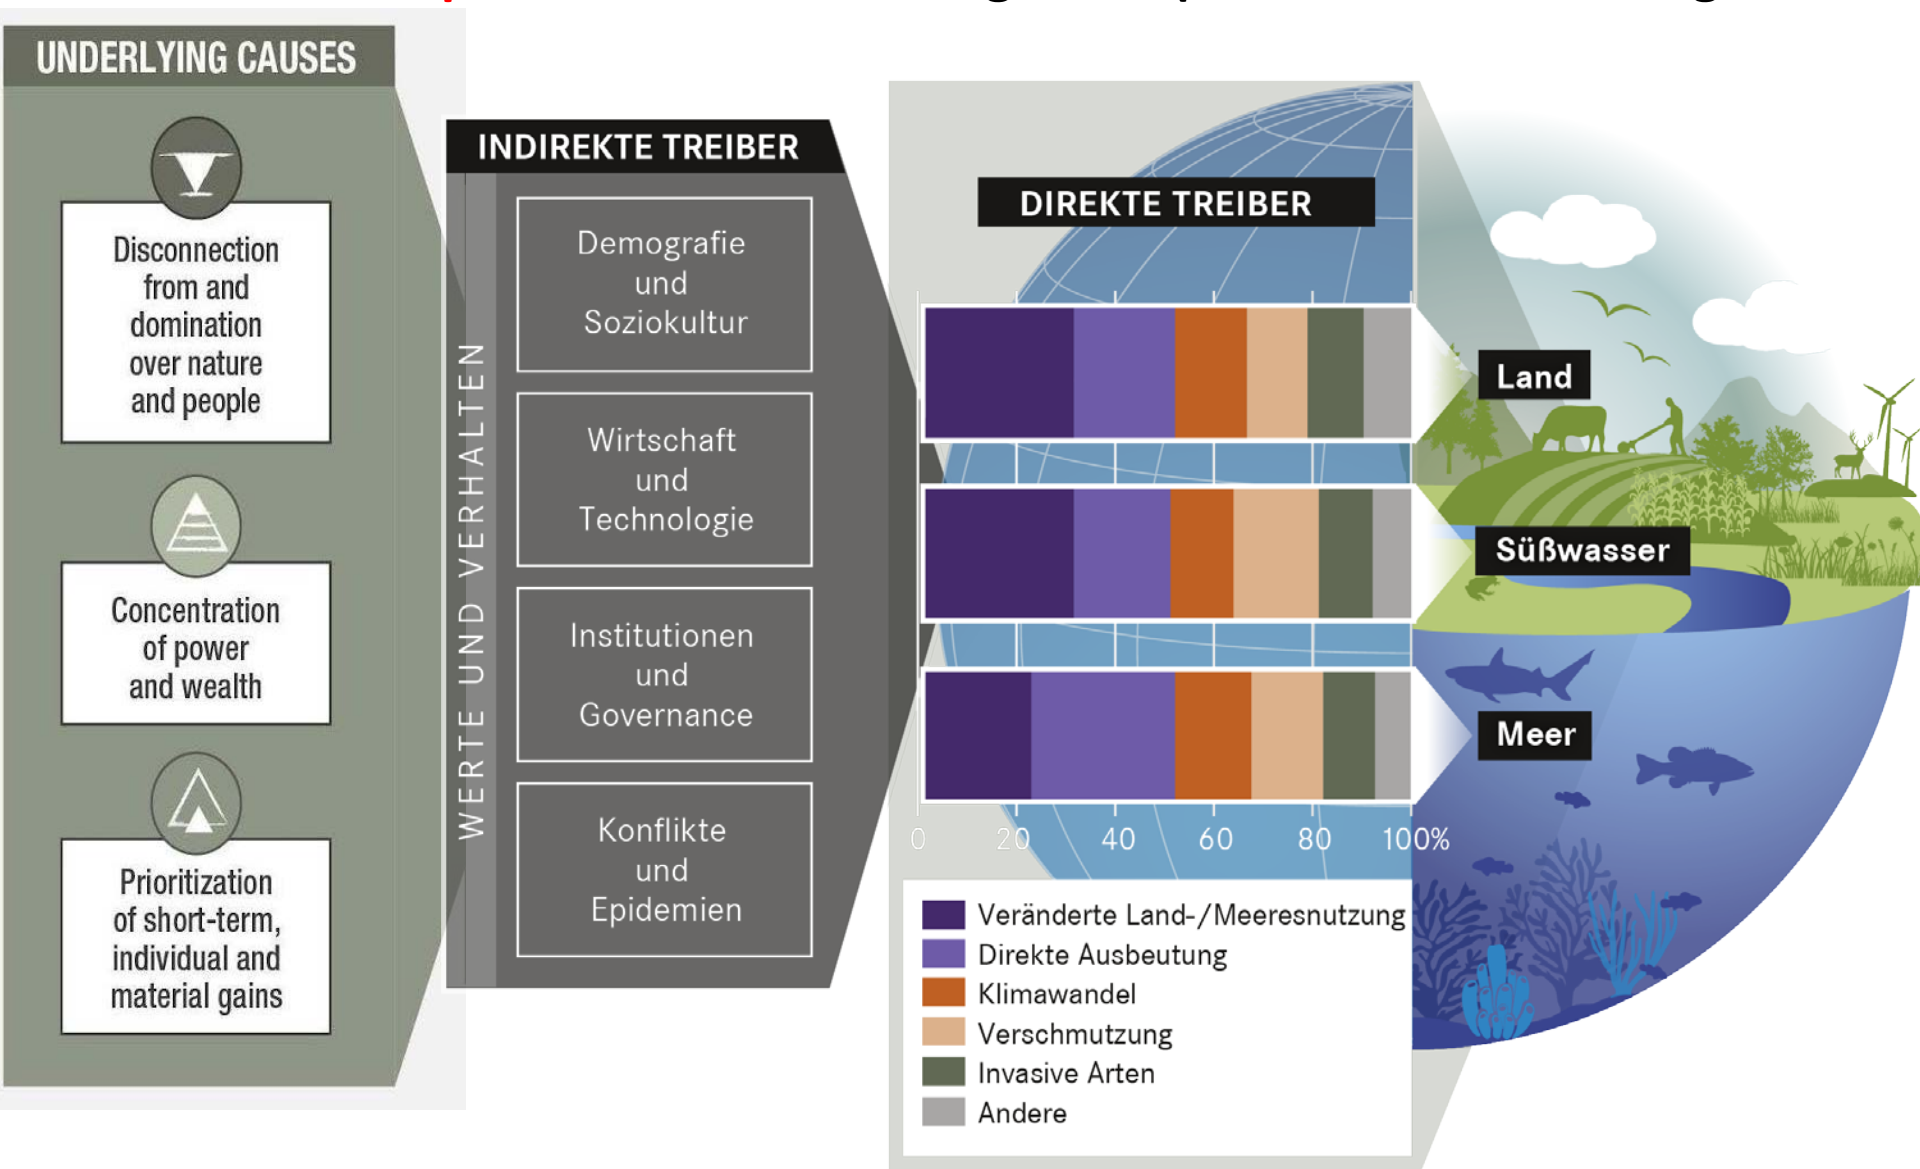 UNDERLYING CAUSES
Disconnection
from and
domination
over nature
and people
Concentration
of power
and wealth
Prioritization
of short-term,
individual and
material gains
INDIREKTE TREIBER
WERTE UND VERHALTEN
Demografie
und
Soziokultur
Wirtschaft
und
Technologie
Institutionen
und
Governance
Konflikte
und
Epidemien
DIREKTE TREIBER
Land
Süßwasser
Meer
0 20 40 60 80 100%
Veränderte Land-/Meeresnutzung
Direkte Ausbeutung
Klimawandel
Verschmutzung
Invasive Arten
Andere